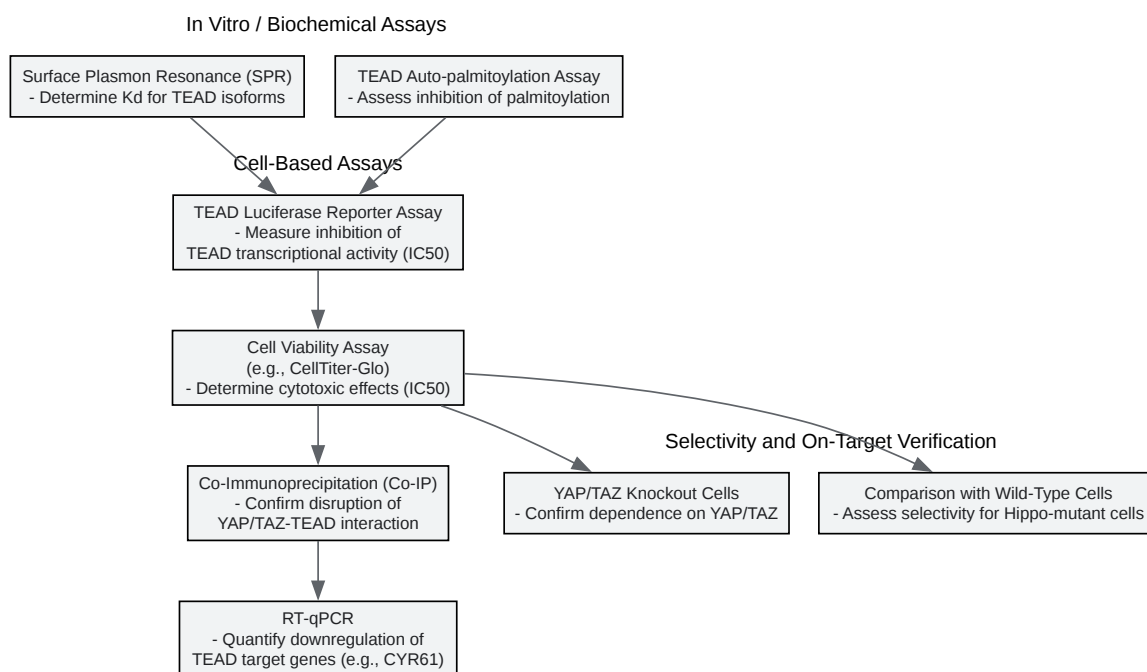 In Vitro / Biochemical Assays
Surface Plasmon Resonance (SPR)
- Determine Kd for TEAD isoforms
TEAD Auto-palmitoylation Assay
- Assess inhibition of palmitoylation
Cell-Based Assays
TEAD Luciferase Reporter Assay
- Measure inhibition of
TEAD transcriptional activity (IC50)
Cell Viability Assay
(e.g., CellTiter-Glo)
- Determine cytotoxic effects (IC50)
Selectivity and On-Target Verification
Co-Immunoprecipitation (Co-IP)
- Confirm disruption of
YAP/TAZ-TEAD interaction
YAP/TAZ Knockout Cells
- Confirm dependence on YAP/TAZ
Comparison with Wild-Type Cells
- Assess selectivity for Hippo-mutant cells
RT-qPCR
- Quantify downregulation of
TEAD target genes (e.g., CYR61)